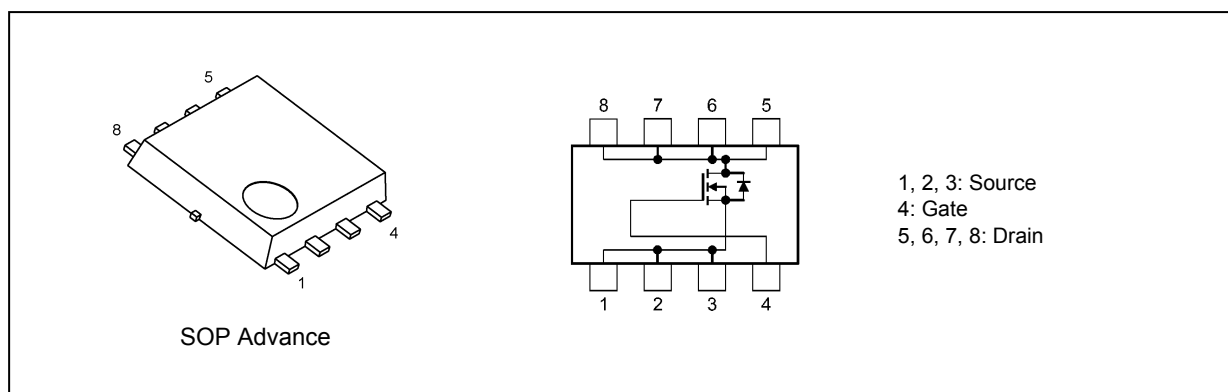 5
8
4
1
SOP Advance
8 7 6 5
1 2 3 4
1, 2, 3: Source
4: Gate
5, 6, 7, 8: Drain